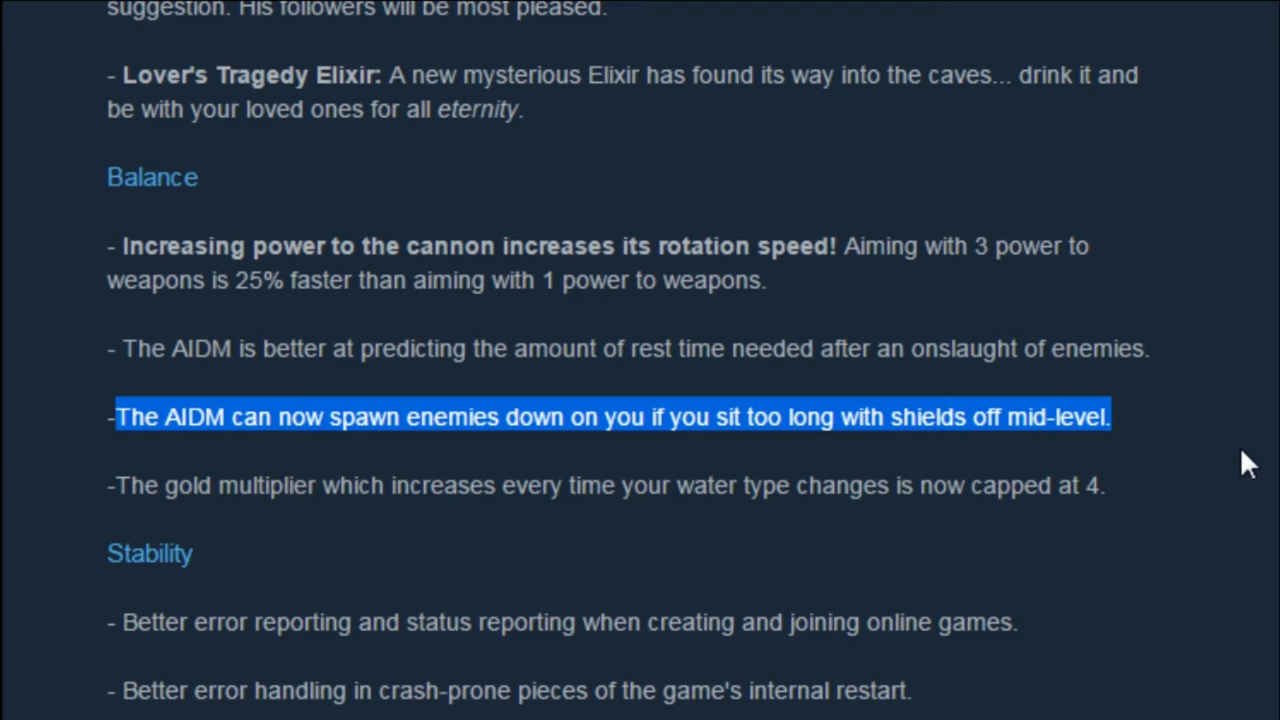 suggestion. His followers will be most pleased.
- Lover's Tragedy Elixir: A new mysterious Elixir has found its way into the caves... drink it and
be with your loved ones for all eternity.
Balance
- Increasing power to the cannon increases its rotation speed! Aiming with 3 power to
weapons is 25% faster than aiming with 1 power to weapons.
- The AIDM is better at predicting the amount of rest time needed after an onslaught of enemies.
-The AIDM can now spawn enemies down on you if you sit too long with shields off mid-level.
-The gold multiplier which increases every time your water type changes is now capped at 4.
Stability
- Better error reporting and status reporting when creating and joining online games.
- Better error handling in crash-prone pieces of the game's internal restart.